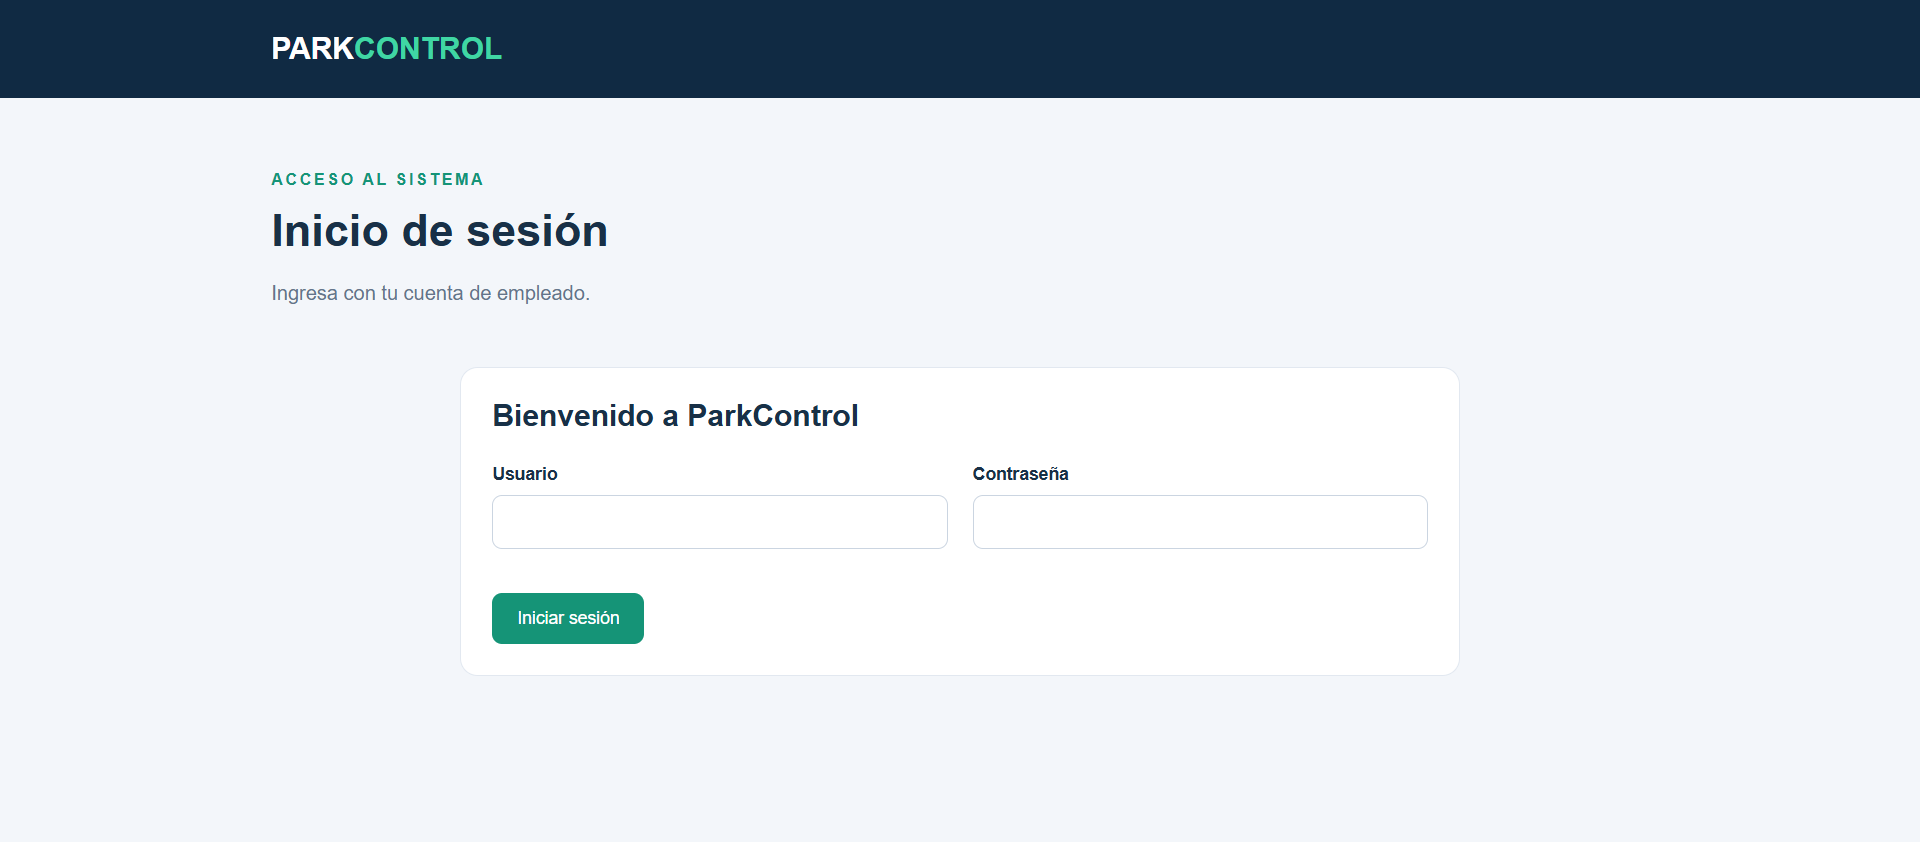 PARKCONTROL
ACCESO AL SISTEMA
Inicio de sesión
Ingresa con tu cuenta de empleado.
Bienvenido a ParkControl
Usuario
Contraseña
Iniciar sesión